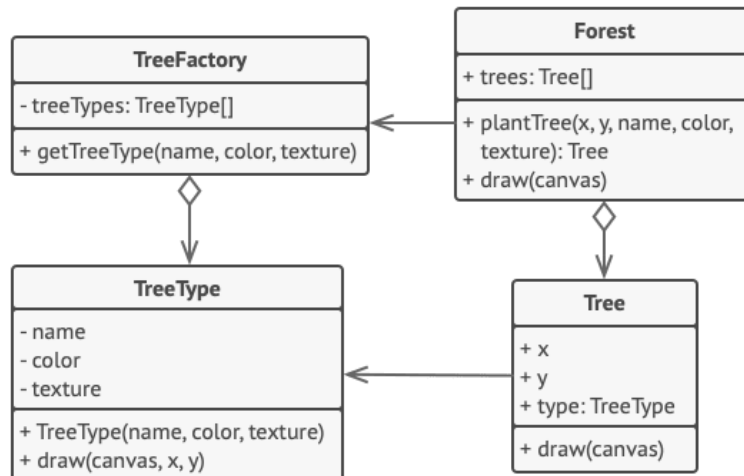 TreeFactory
- treeTypes: TreeType[]
+ getTreeType(name, color, texture)
Forest
+ trees: Tree[]
+ plantTree(x, y, name, color,
texture): Tree
+ draw(canvas)
TreeType
- name
- color
- texture
+ TreeType(name, color, texture)
+ draw(canvas, x, y)
Tree
+ x
+ y
+ type: TreeType
+ draw(canvas)